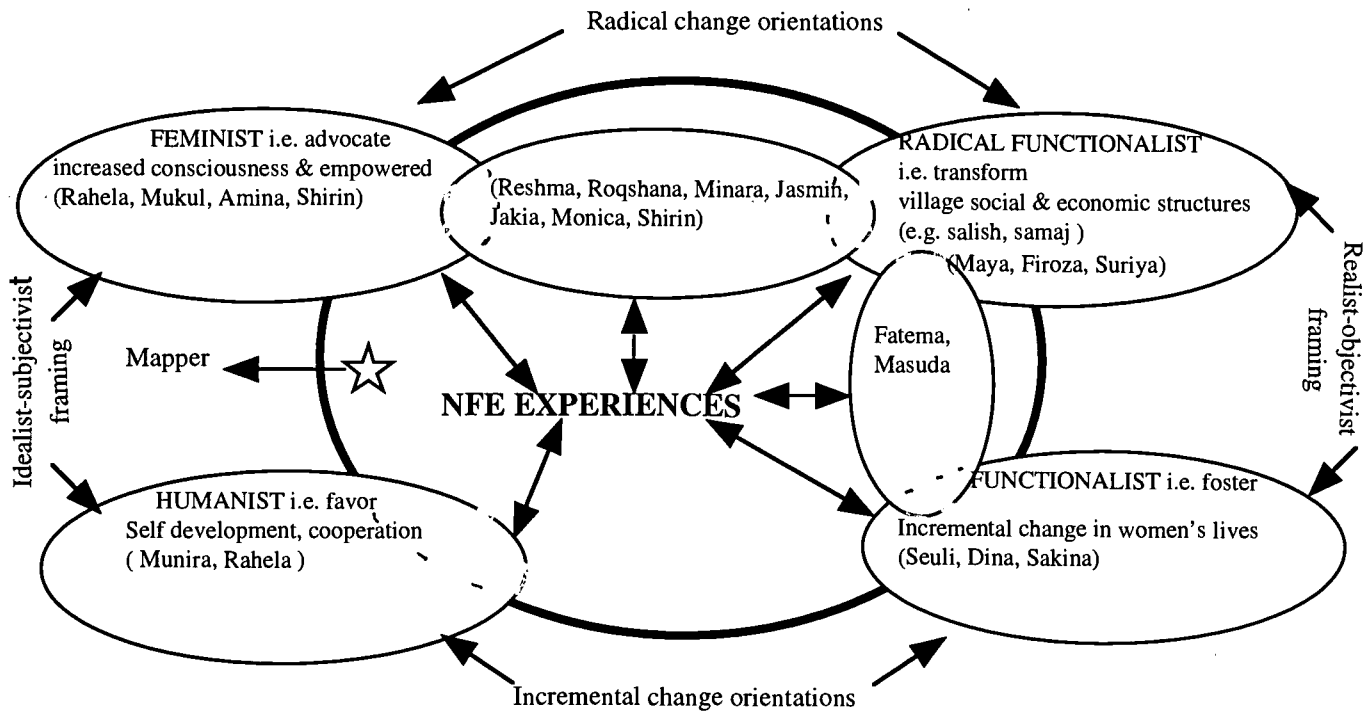 Radical change orientations
FEMINIST i.e. advocate
increased consciousness & empowered
(Rahela, Mukul, Amina, Shirin)
(Reshma, Roqshana, Minara, Jasmin,
Jakia, Monica, Shirin)
RADICAL FUNCTIONALIST
i.e. transform
village social & economic structures
(e.g. salish, samaj )
(Maya, Firoza, Suriya)
Idealist-subjectivist
framing
Mapper
NFE EXPERIENCES
Fatema,
Masuda
Realist-objectivist
framing
HUMANIST i.e. favor
Self development, cooperation
( Munira, Rahela )
FUNCTIONALIST i.e. foster
Incremental change in women's lives
(Seuli, Dina, Sakina)
Incremental change orientations